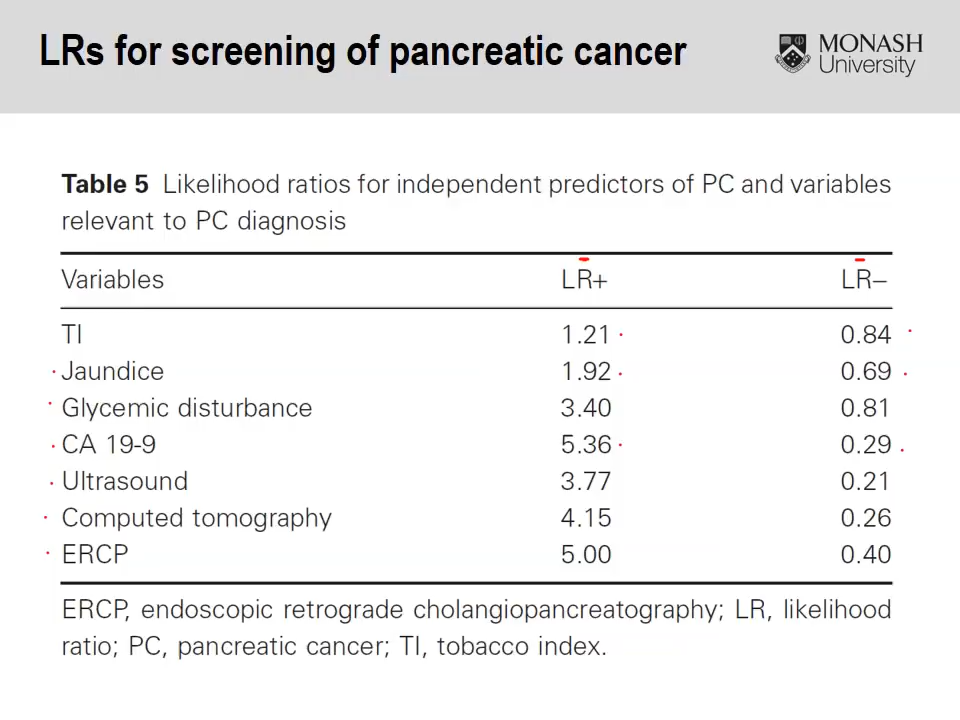 LRs for screening of pancreatic cancer
MONASH
University
Table 5 Likelihood ratios for independent predictors of PC and variables
relevant to PC diagnosis
Variables LR+ LR–
TI 1.21 0.84
Jaundice 1.92 0.69
Glycemic disturbance 3.40 0.81
CA 19-9 5.36 0.29
Ultrasound 3.77 0.21
Computed tomography 4.15 0.26
ERCP 5.00 0.40
ERCP, endoscopic retrograde cholangiopancreatography; LR, likelihood
ratio; PC, pancreatic cancer; TI, tobacco index.